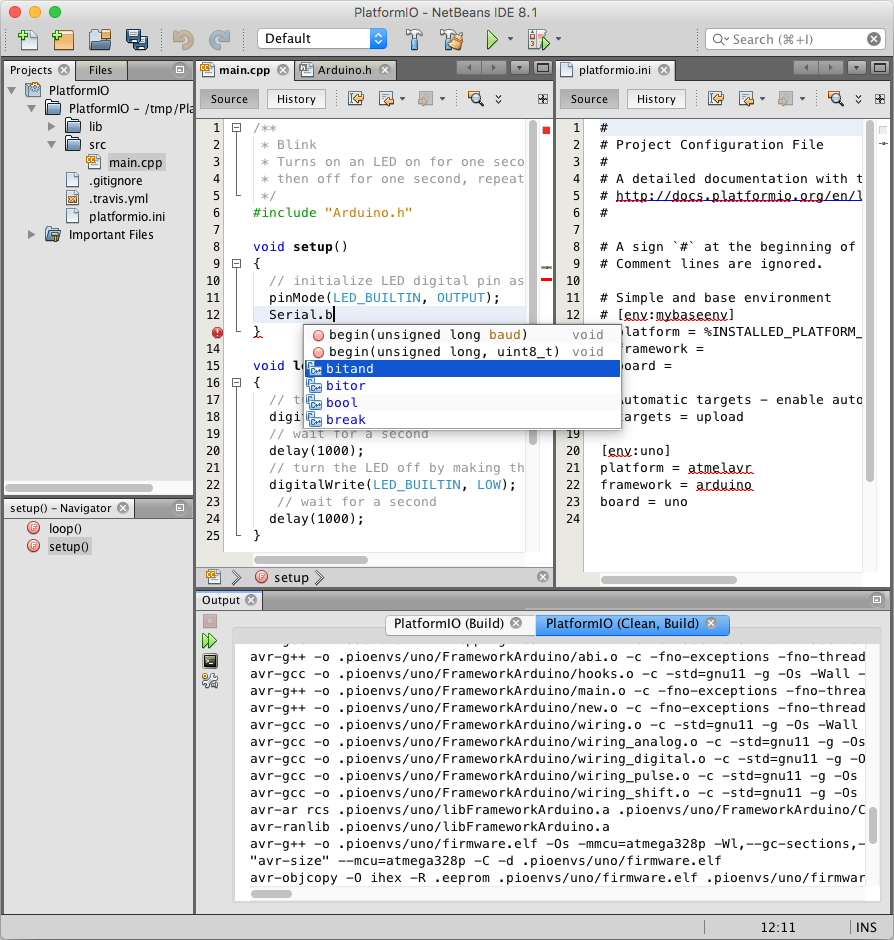 PlatformIO – NetBeans IDE 8.1
Default
Search (⌘+I)
Projects
Files
PlatformIO
PlatformIO – /tmp/Pla
lib
src
main.cpp
.gitignore
.travis.yml
platformio.ini
Important Files
setup() – Navigator
loop()
setup()
main.cpp
Arduino.h
Source
History
1 /**
2 * Blink
3 * Turns on an LED on for one seco
4 * then off for one second, repeat
5 */
6 #include "Arduino.h"
7
8 void setup()
9 {
10 // initialize LED digital pin as
11 pinMode(LED_BUILTIN, OUTPUT);
12 Serial.b
}
14
15 void l
16 {
17 // t
18 digi
19 // wait for a second
20 delay(1000);
21 // turn the LED off by making th
22 digitalWrite(LED_BUILTIN, LOW);
23 // wait for a second
24 delay(1000);
25 }
begin(unsigned long baud) void
begin(unsigned long, uint8_t) void
bitand
bitor
bool
break
setup
platformio.ini
Source
History
1 #
2 # Project Configuration File
3 #
4 # A detailed documentation with t
5 # http://docs.platformio.org/en/l
6 #
7
8 # A sign `#` at the beginning of
9 # Comment lines are ignored.
10
11 # Simple and base environment
12 # [env:mybaseenv]
platform = %INSTALLED_PLATFORM_
framework =
board =
Automatic targets – enable auto
targets = upload
19
20 [env:uno]
21 platform = atmelavr
22 framework = arduino
23 board = uno
24
Output
PlatformIO (Build)
PlatformIO (Clean, Build)
avr-g++ -o .pioenvs/uno/FrameworkArduino/abi.o -c -fno-exceptions -fno-thread
avr-gcc -o .pioenvs/uno/FrameworkArduino/hooks.o -c -std=gnu11 -g -Os -Wall -
avr-g++ -o .pioenvs/uno/FrameworkArduino/main.o -c -fno-exceptions -fno-threa
avr-g++ -o .pioenvs/uno/FrameworkArduino/new.o -c -fno-exceptions -fno-thread
avr-gcc -o .pioenvs/uno/FrameworkArduino/wiring.o -c -std=gnu11 -g -Os -Wall
avr-gcc -o .pioenvs/uno/FrameworkArduino/wiring_analog.o -c -std=gnu11 -g -Os
avr-gcc -o .pioenvs/uno/FrameworkArduino/wiring_digital.o -c -std=gnu11 -g -O
avr-gcc -o .pioenvs/uno/FrameworkArduino/wiring_pulse.o -c -std=gnu11 -g -Os
avr-gcc -o .pioenvs/uno/FrameworkArduino/wiring_shift.o -c -std=gnu11 -g -Os
avr-ar rcs .pioenvs/uno/libFrameworkArduino.a .pioenvs/uno/FrameworkArduino/C
avr-ranlib .pioenvs/uno/libFrameworkArduino.a
avr-g++ -o .pioenvs/uno/firmware.elf -Os -mmcu=atmega328p -Wl,--gc-sections,-
"avr-size" --mcu=atmega328p -C -d .pioenvs/uno/firmware.elf
avr-objcopy -O ihex -R .eeprom .pioenvs/uno/firmware.elf .pioenvs/uno/firmwar
12:11
INS